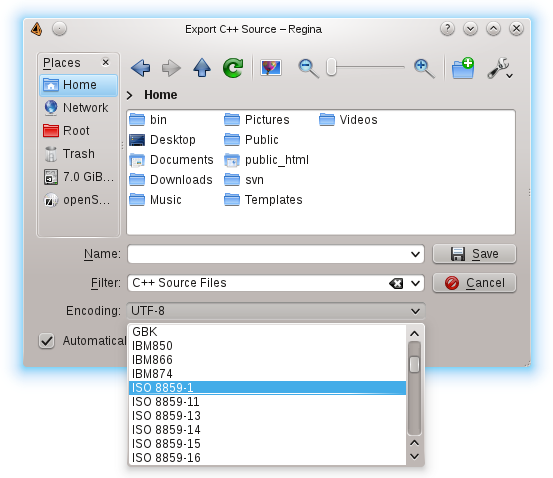 Export C++ Source – Regina
Places
Home
Network
Root
Trash
7.0 GiB...
openS...
Home
bin
Desktop
Documents
Downloads
Music
Pictures
Public
public_html
svn
Templates
Videos
Name:
Save
Filter: C++ Source Files
Cancel
Encoding: UTF-8
Automatical
GBK
IBM850
IBM866
IBM874
ISO 8859-1
ISO 8859-11
ISO 8859-13
ISO 8859-14
ISO 8859-15
ISO 8859-16